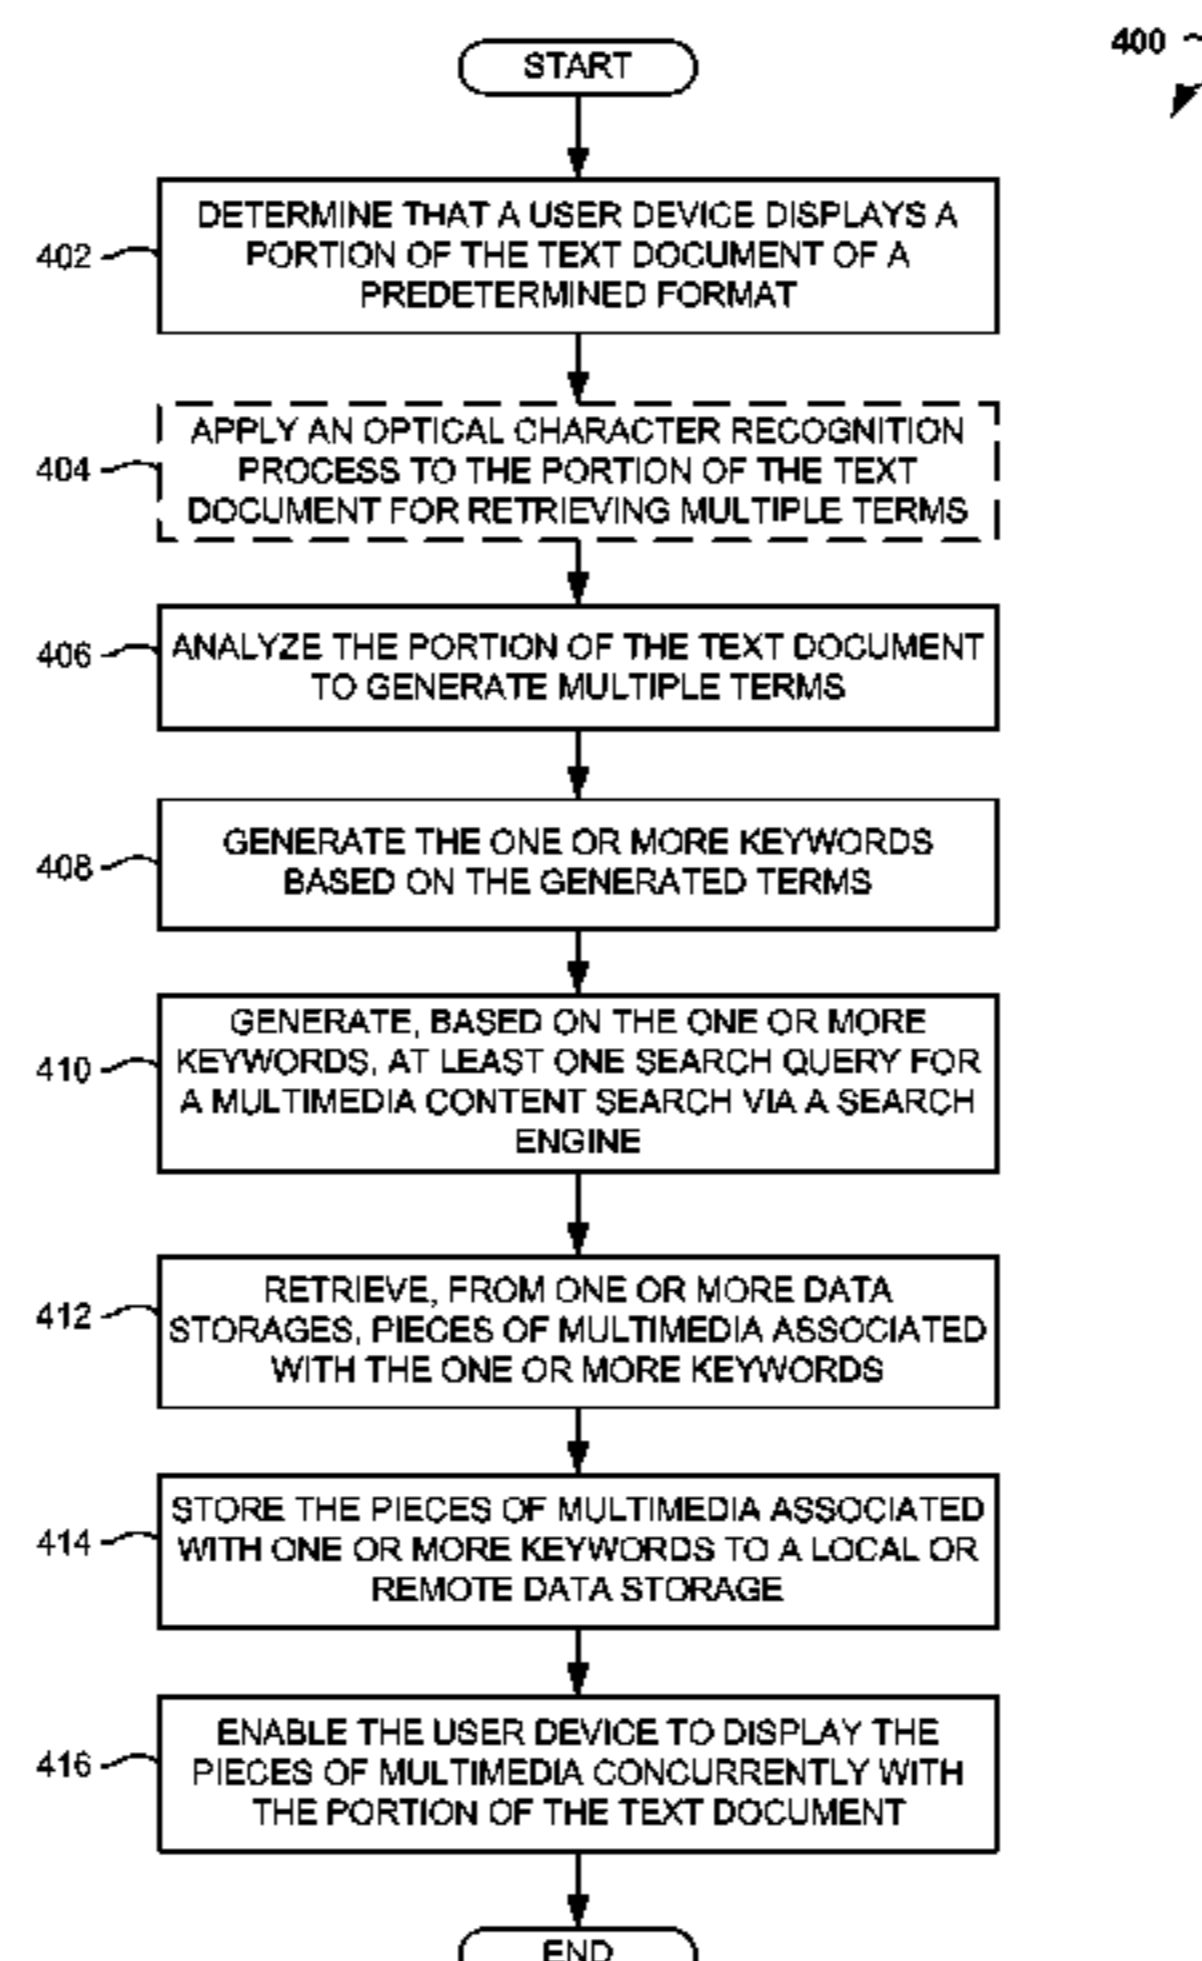 400
START
DETERMINE THAT A USER DEVICE DISPLAYS A
PORTION OF THE TEXT DOCUMENT OF A
PREDETERMINED FORMAT
402
APPLY AN OPTICAL CHARACTER RECOGNITION
PROCESS TO THE PORTION OF THE TEXT
DOCUMENT FOR RETRIEVING MULTIPLE TERMS
404
ANALYZE THE PORTION OF THE TEXT DOCUMENT
TO GENERATE MULTIPLE TERMS
406
GENERATE THE ONE OR MORE KEYWORDS
BASED ON THE GENERATED TERMS
408
GENERATE, BASED ON THE ONE OR MORE
KEYWORDS, AT LEAST ONE SEARCH QUERY FOR
A MULTIMEDIA CONTENT SEARCH VIA A SEARCH
ENGINE
410
RETRIEVE, FROM ONE OR MORE DATA
STORAGES, PIECES OF MULTIMEDIA ASSOCIATED
WITH THE ONE OR MORE KEYWORDS
412
STORE THE PIECES OF MULTIMEDIA ASSOCIATED
WITH ONE OR MORE KEYWORDS TO A LOCAL OR
REMOTE DATA STORAGE
414
ENABLE THE USER DEVICE TO DISPLAY THE
PIECES OF MULTIMEDIA CONCURRENTLY WITH
THE PORTION OF THE TEXT DOCUMENT
416
END